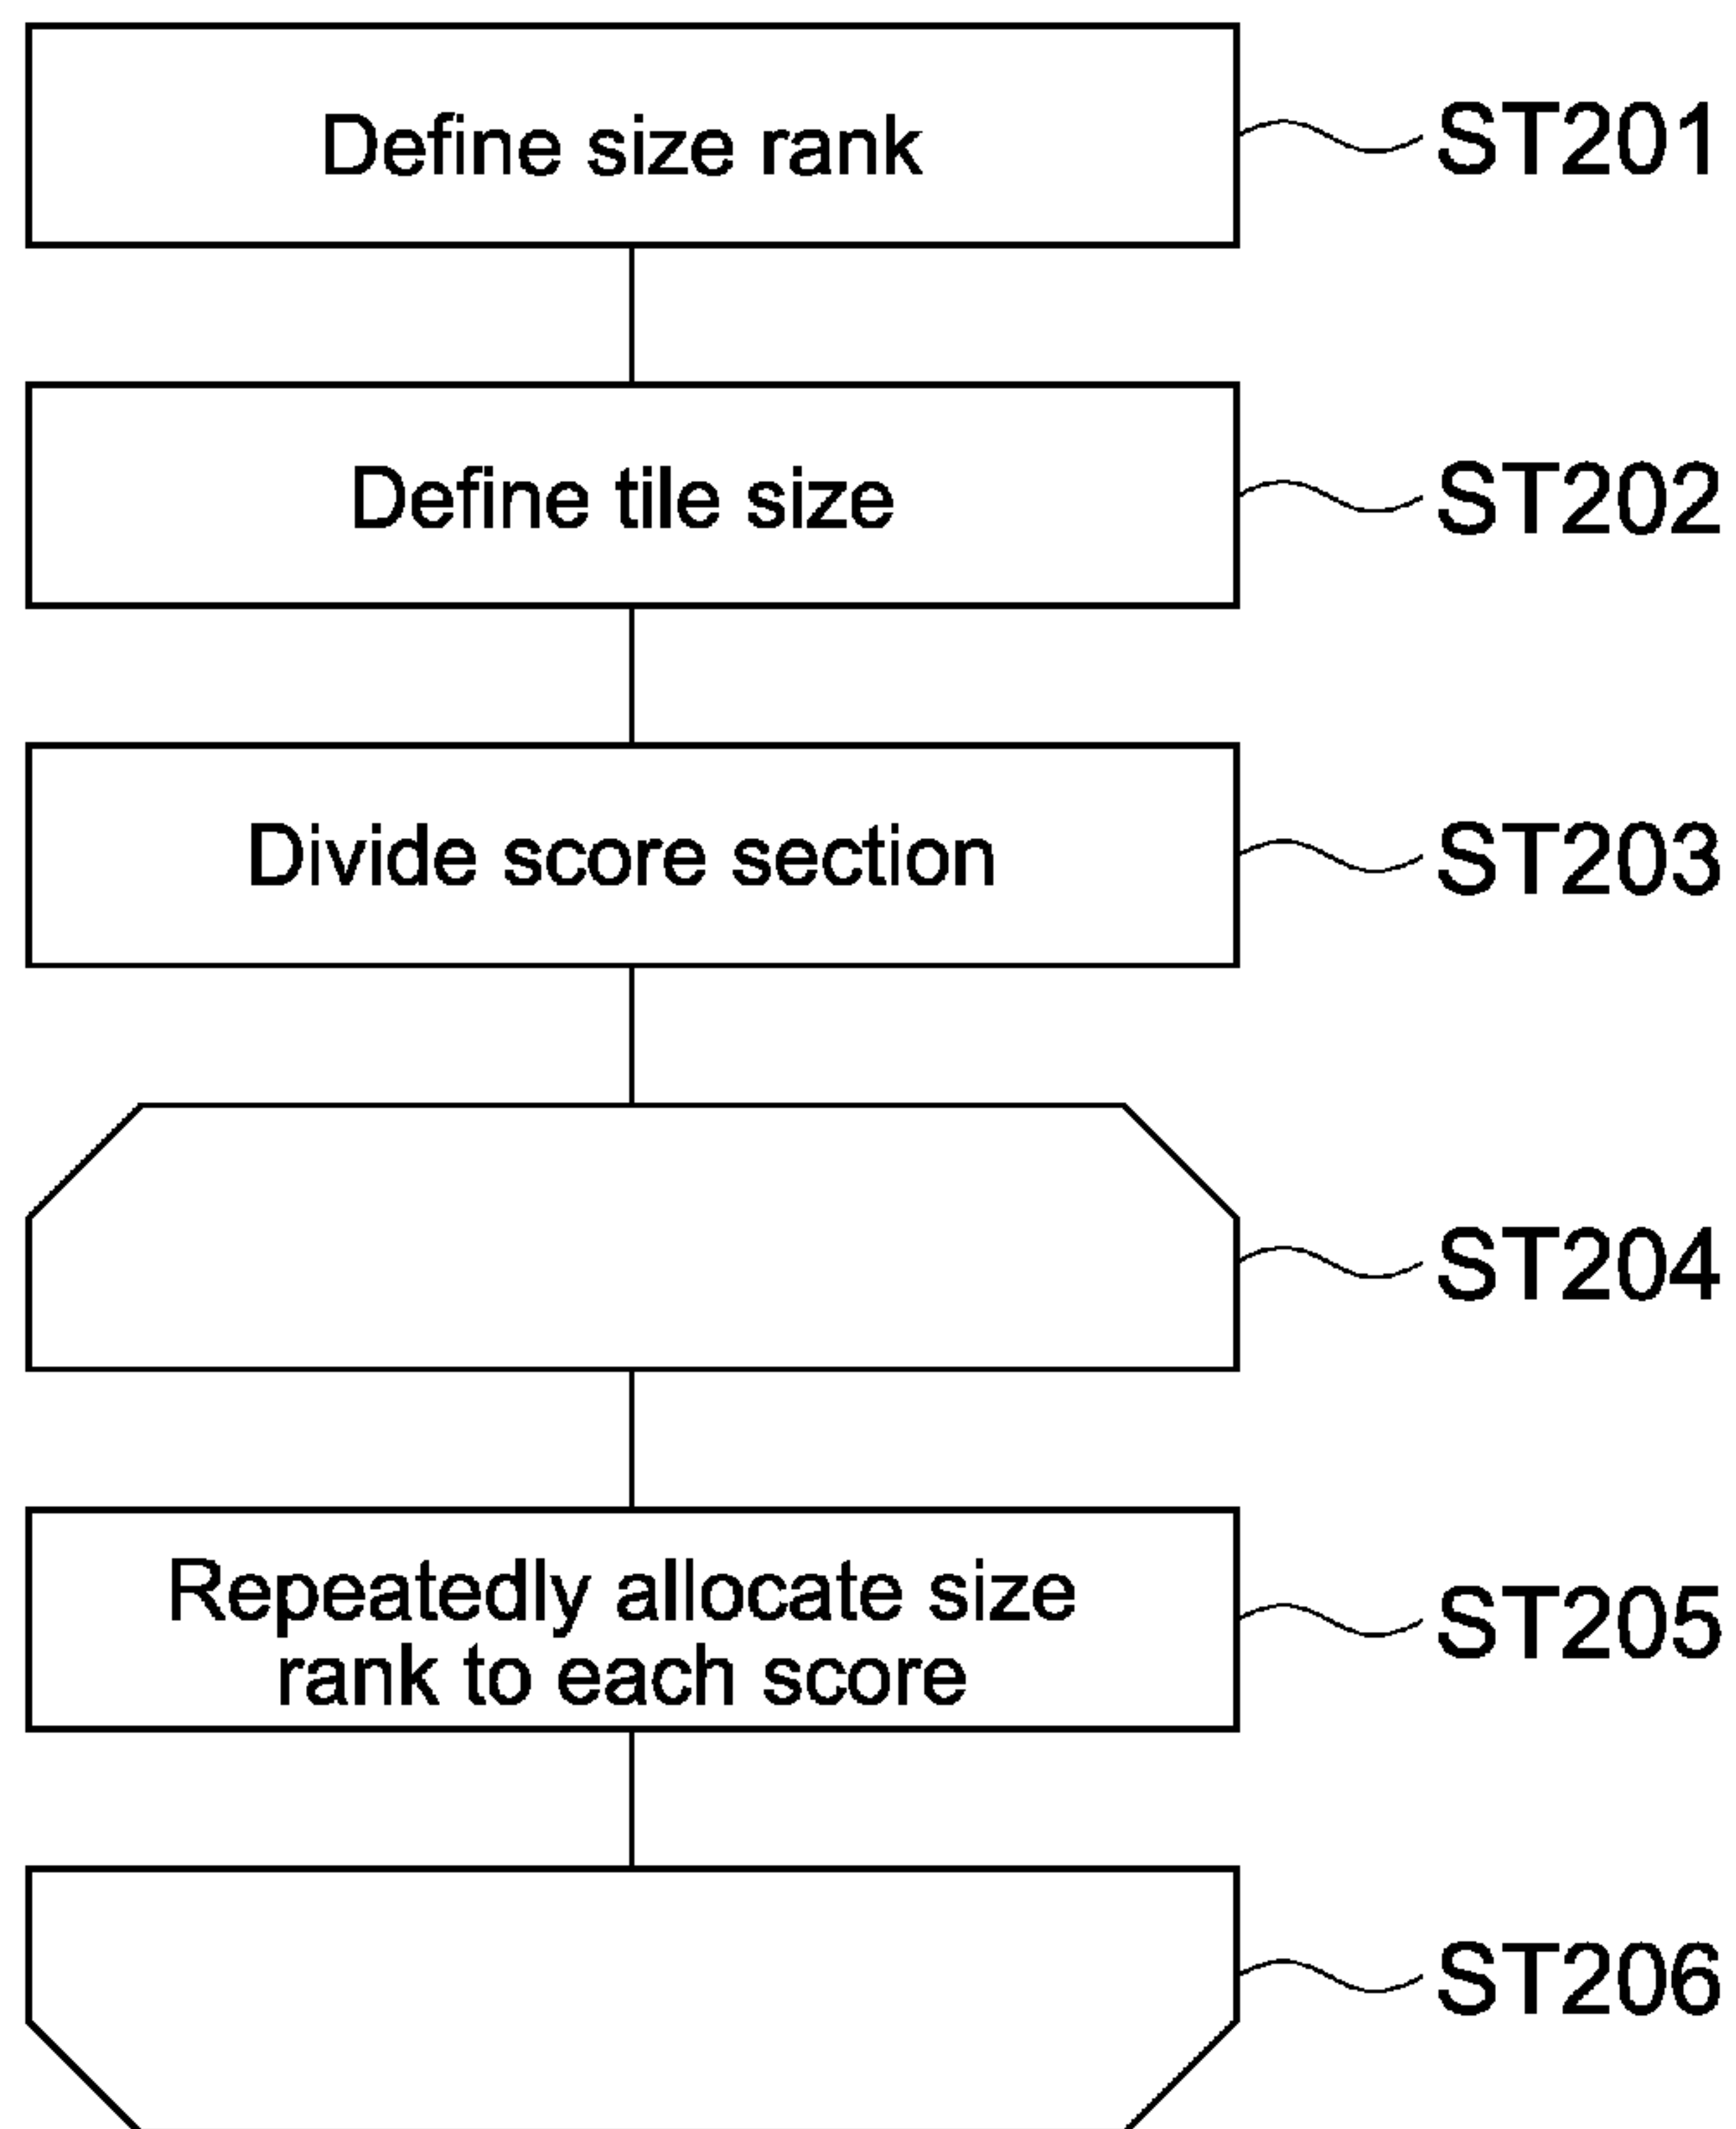 Define size rank
ST201
Define tile size
ST202
Divide score section
ST203
ST204
Repeatedly allocate size
rank to each score
ST205
ST206